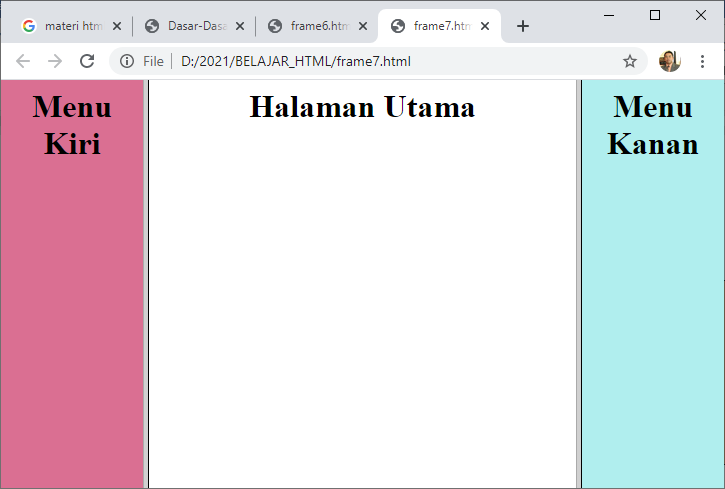 materi htm
Dasar-Dasa
frame6.htm
frame7.htm
File
D:/2021/BELAJAR_HTML/frame7.html
Menu
Kiri
Halaman Utama
Menu
Kanan